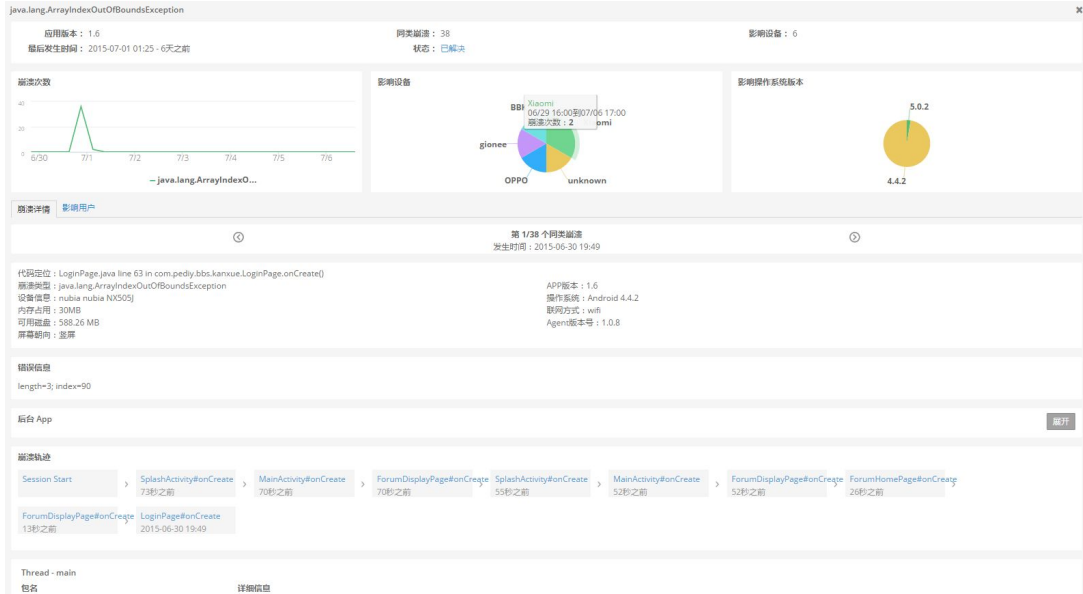 java.lang.ArrayIndexOutOfBoundsException
应用版本： 1.6
同类崩溃： 38
影响设备： 6
最后发生时间： 2015-07-01 01:25 - 6天之前
状态： 已解决
崩溃次数
影响设备
影响操作系统版本
40
20
0
6/30 7/1 7/2 7/3 7/4 7/5 7/6
java.lang.ArrayIndexO...
Xiaomi
06/29 16:00到07/06 17:00
崩溃次数：2
BB
omi
gionee
OPPO
unknown
5.0.2
4.4.2
崩溃详情 影响用户
第 1/38 个同类崩溃
发生时间：2015-06-30 19:49
代码定位：LoginPage.java line 63 in com.pediy.bbs.kanxue.LoginPage.onCreate()
崩溃类型：java.lang.ArrayIndexOutOfBoundsException
APP版本：1.6
设备信息：nubia nubia NX505J
操作系统：Android 4.4.2
内存占用：30MB
联网方式：wifi
可用磁盘：588.26 MB
Agent版本号：1.0.8
屏幕朝向：竖屏
错误信息
length=3; index=90
后台 App
展开
崩溃轨迹
Session Start
SplashActivity#onCreate
73秒之前
MainActivity#onCreate
70秒之前
ForumDisplayPage#onCreate
70秒之前
SplashActivity#onCreate
55秒之前
MainActivity#onCreate
52秒之前
ForumDisplayPage#onCreate
52秒之前
ForumHomePage#onCreate
26秒之前
ForumDisplayPage#onCreate
13秒之前
LoginPage#onCreate
2015-06-30 19:49
Thread - main
包名
详细信息